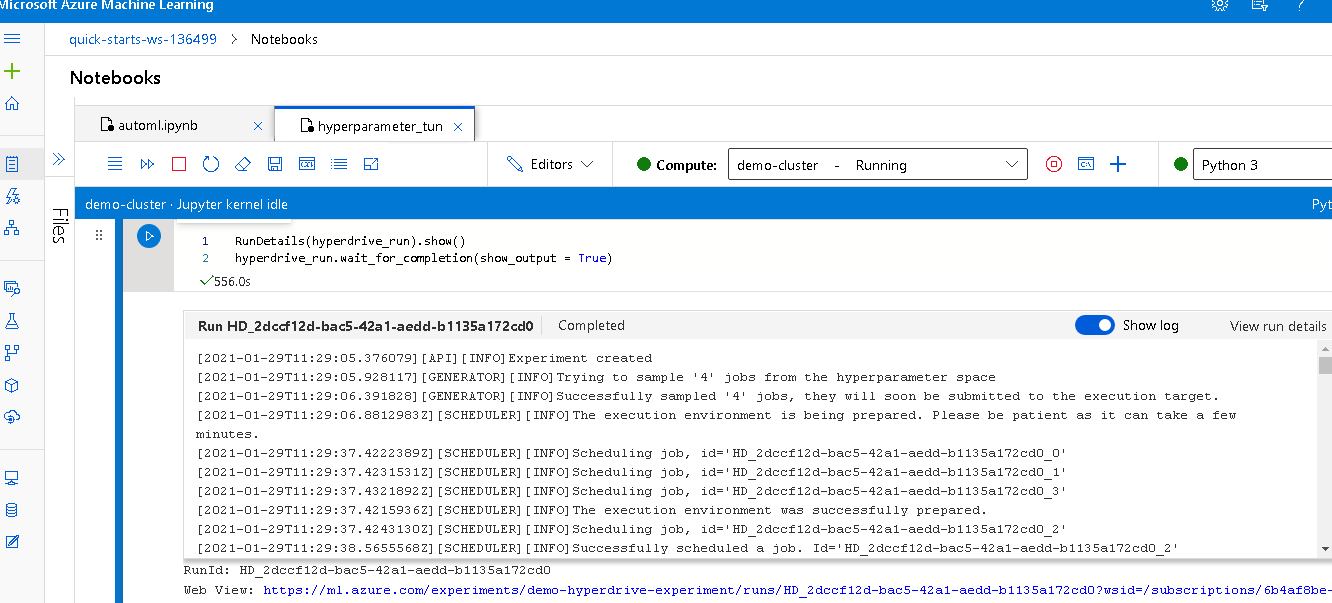 Microsoft Azure Machine Learning
quick-starts-ws-136499 > Notebooks
Notebooks
automl.ipynb
hyperparameter_tun
Editors
Compute: demo-cluster - Running
Python 3
demo-cluster · Jupyter kernel idle
Pyt
Files
1 RunDetails(hyperdrive_run).show()
2 hyperdrive_run.wait_for_completion(show_output = True)
556.0s
Run HD_2dccf12d-bac5-42a1-aedd-b1135a172cd0 Completed Show log View run details
[2021-01-29T11:29:05.376079][API][INFO]Experiment created
[2021-01-29T11:29:05.928117][GENERATOR][INFO]Trying to sample '4' jobs from the hyperparameter space
[2021-01-29T11:29:06.391828][GENERATOR][INFO]Successfully sampled '4' jobs, they will soon be submitted to the execution target.
[2021-01-29T11:29:06.8812983Z][SCHEDULER][INFO]The execution environment is being prepared. Please be patient as it can take a few
minutes.
[2021-01-29T11:29:37.4222389Z][SCHEDULER][INFO]Scheduling job, id='HD_2dccf12d-bac5-42a1-aedd-b1135a172cd0_0'
[2021-01-29T11:29:37.4231531Z][SCHEDULER][INFO]Scheduling job, id='HD_2dccf12d-bac5-42a1-aedd-b1135a172cd0_1'
[2021-01-29T11:29:37.4321892Z][SCHEDULER][INFO]Scheduling job, id='HD_2dccf12d-bac5-42a1-aedd-b1135a172cd0_3'
[2021-01-29T11:29:37.4215936Z][SCHEDULER][INFO]The execution environment was successfully prepared.
[2021-01-29T11:29:37.4243130Z][SCHEDULER][INFO]Scheduling job, id='HD_2dccf12d-bac5-42a1-aedd-b1135a172cd0_2'
[2021-01-29T11:29:38.5655568Z][SCHEDULER][INFO]Successfully scheduled a job. Id='HD_2dccf12d-bac5-42a1-aedd-b1135a172cd0_2'
RunId: HD_2dccf12d-bac5-42a1-aedd-b1135a172cd0
Web View: https://ml.azure.com/experiments/demo-hyperdrive-experiment/runs/HD_2dccf12d-bac5-42a1-aedd-b1135a172cd0?wsid=/subscriptions/6b4af8be-